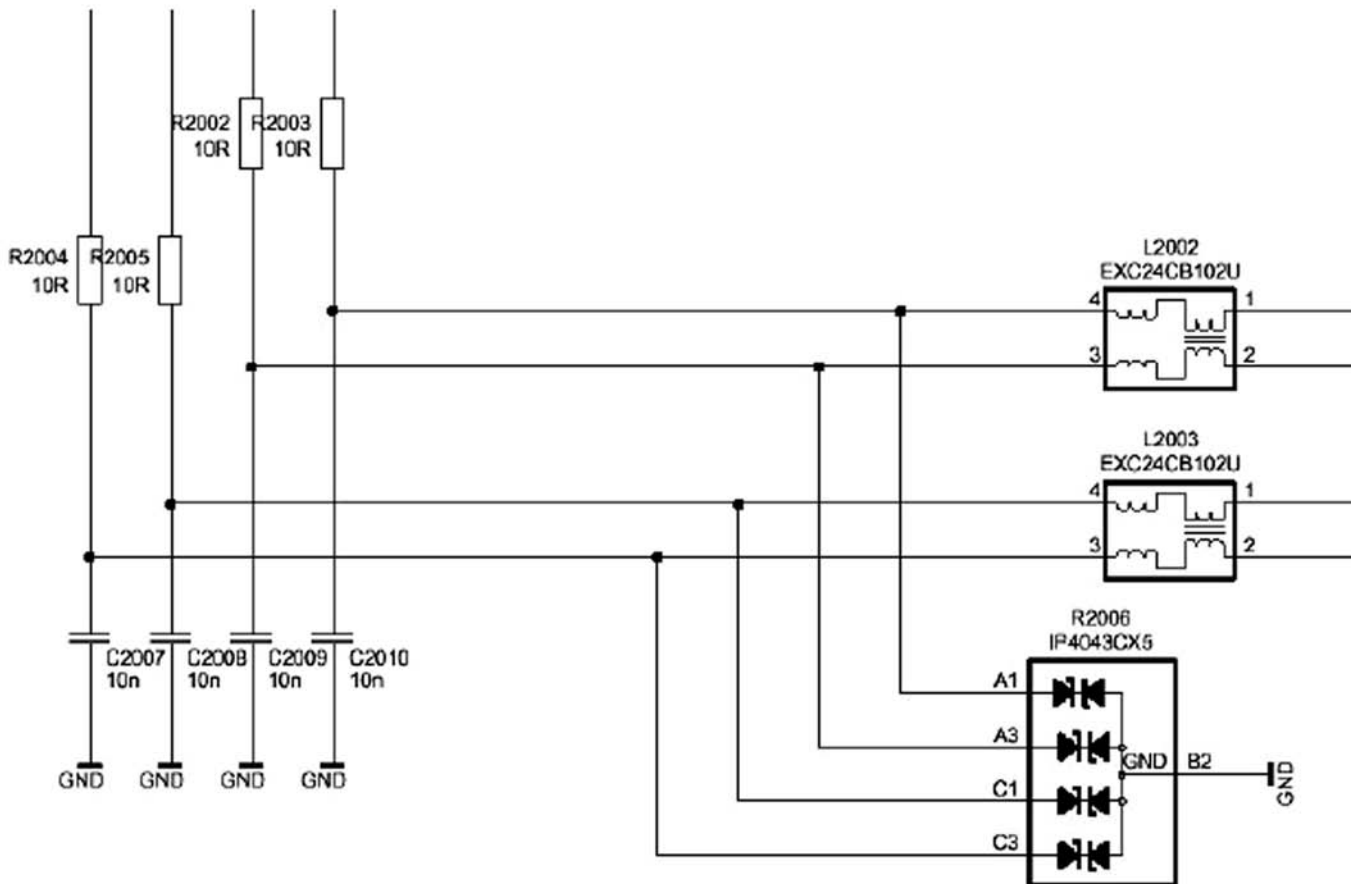 R2002 R2003
10R 10R
R2004 R2005
10R 10R
L2002
EXC24CB102U
4 1
3 2
L2003
EXC24CB102U
4 1
3 2
C2007 C2008 C2009 C2010
10n 10n 10n 10n
GND GND GND GND
R2006
IP4043CX5
A1
A3
GND B2
GND
C1
C3